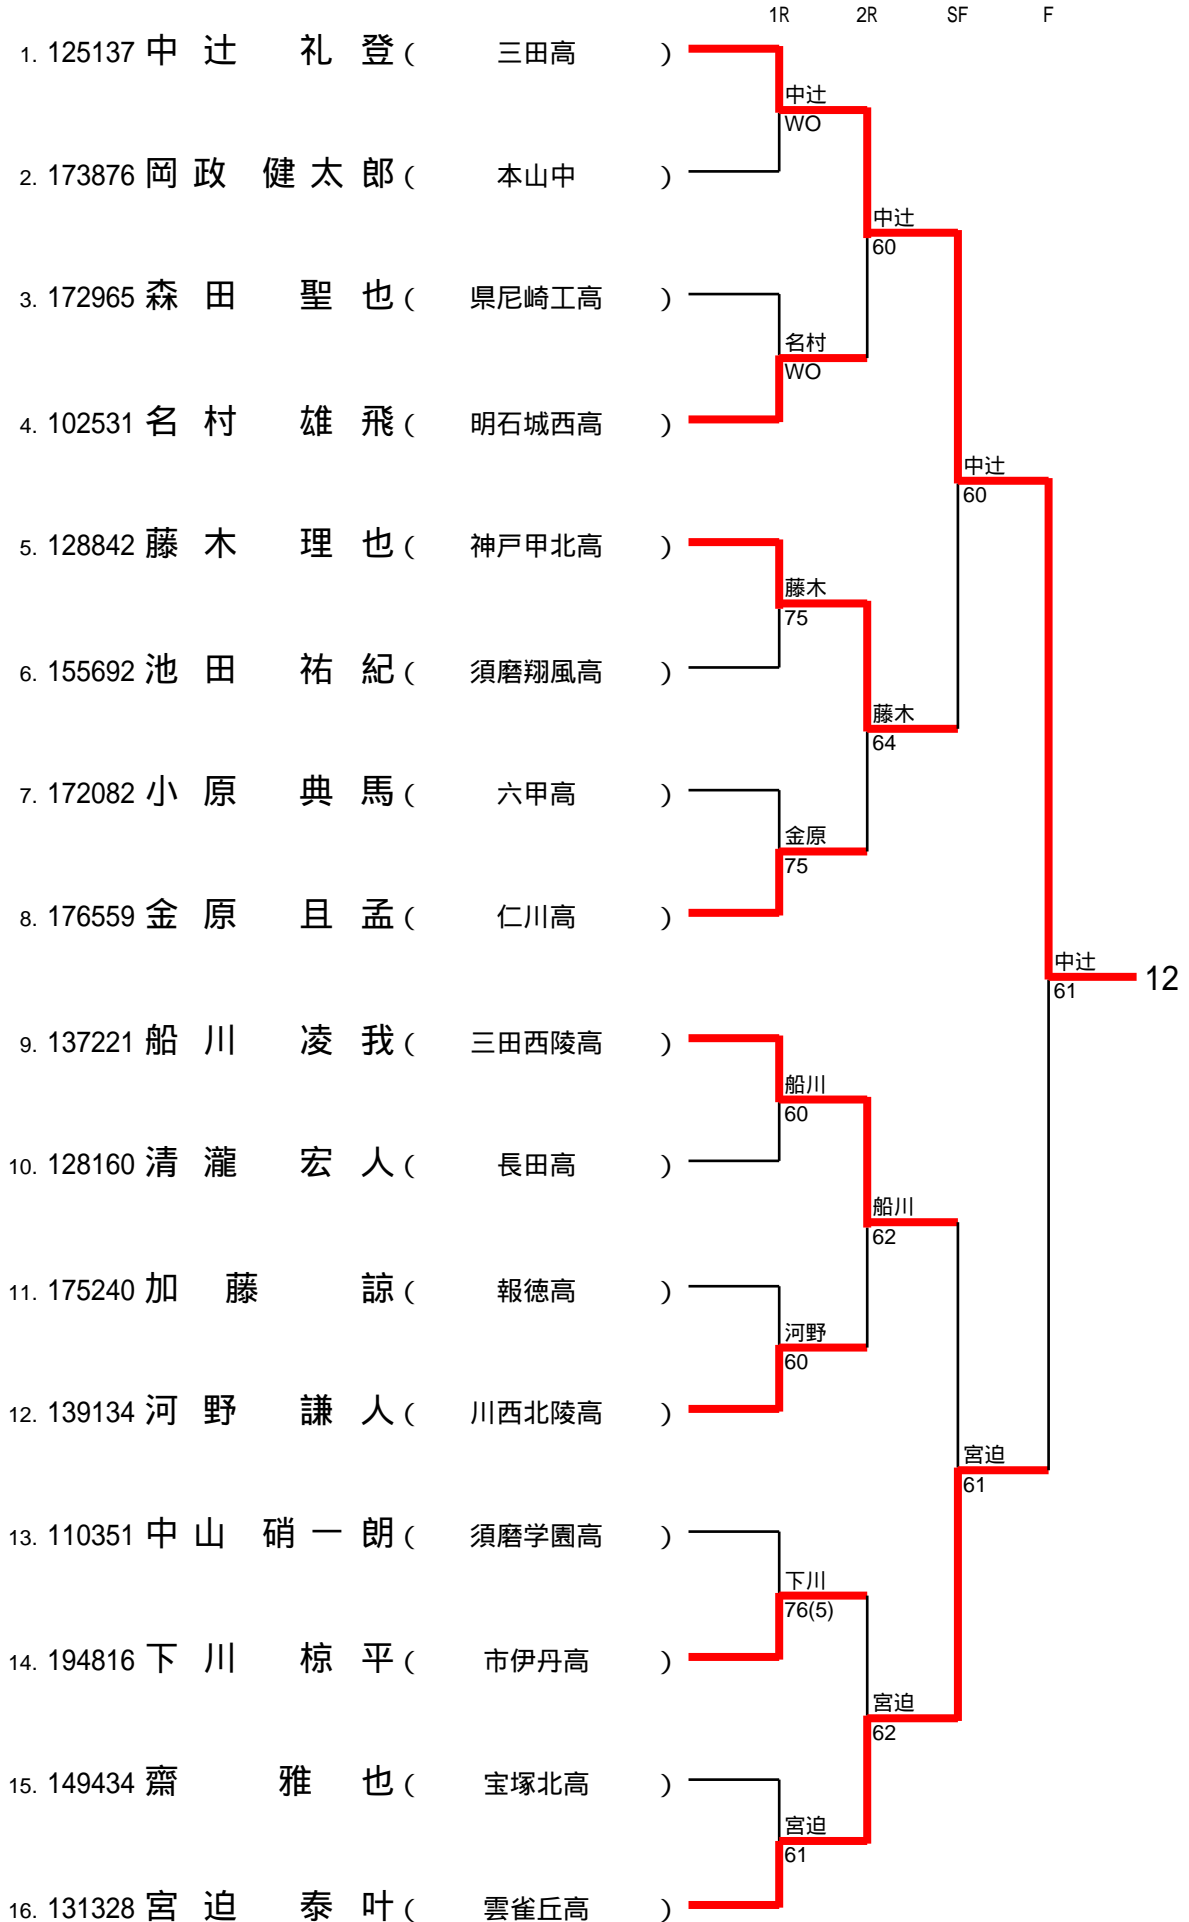 1R 2R SF F
1. 125137 中 辻 礼 登 ( 三田高 )
中辻
WO
2. 173876 岡 政 健 太 郎 ( 本山中 )
中辻
60
3. 172965 森 田 聖 也 ( 県尼崎工高 )
名村
WO
4. 102531 名 村 雄 飛 ( 明石城西高 )
中辻
60
5. 128842 藤 木 理 也 ( 神戸甲北高 )
藤木
75
6. 155692 池 田 祐 紀 ( 須磨翔風高 )
藤木
64
7. 172082 小 原 典 馬 ( 六甲高 )
金原
75
8. 176559 金 原 且 孟 ( 仁川高 )
中辻
61
12
9. 137221 船 川 凌 我 ( 三田西陵高 )
船川
60
10. 128160 清 瀧 宏 人 ( 長田高 )
船川
62
11. 175240 加 藤 諒 ( 報徳高 )
河野
60
12. 139134 河 野 謙 人 ( 川西北陵高 )
宮迫
61
13. 110351 中 山 硝 一 朗 ( 須磨学園高 )
下川
76(5)
14. 194816 下 川 椋 平 ( 市伊丹高 )
宮迫
62
15. 149434 齋 雅 也 ( 宝塚北高 )
宮迫
61
16. 131328 宮 迫 泰 叶 ( 雲雀丘高 )